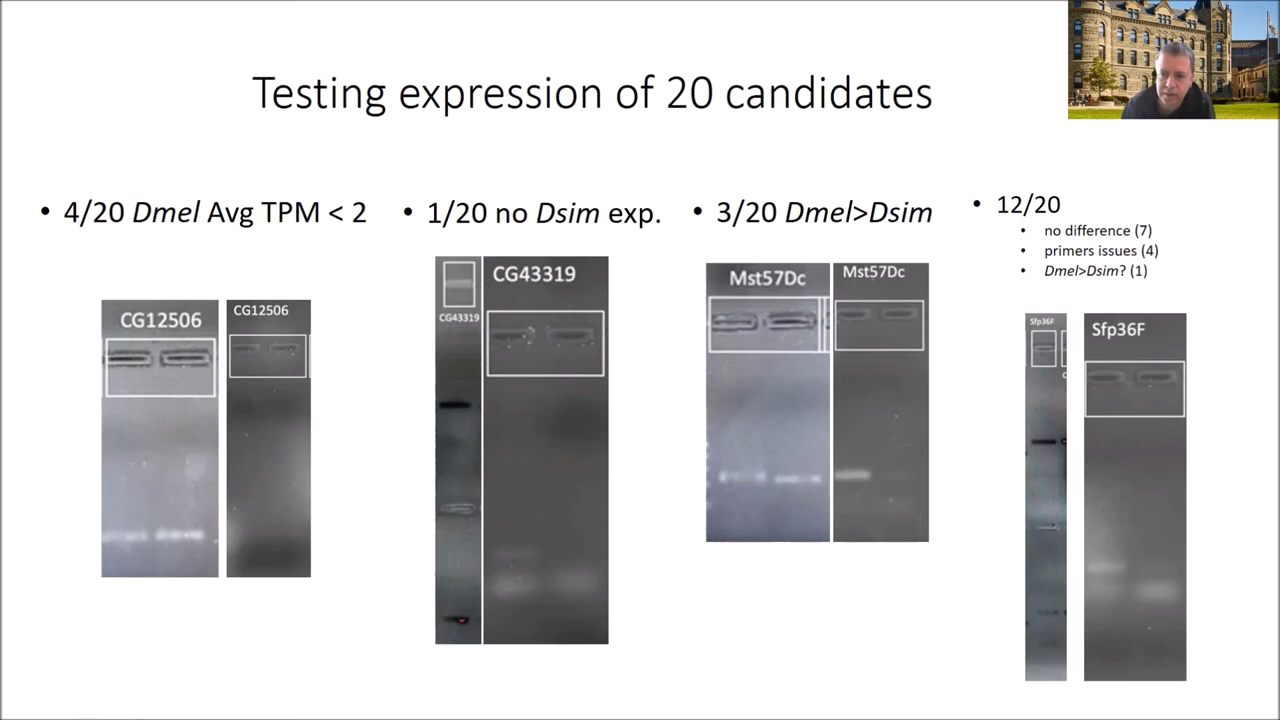 Testing expression of 20 candidates
• 4/20 Dmel Avg TPM < 2
CG12506
CG12506
• 1/20 no Dsim exp.
CG43319
CG43319
• 3/20 Dmel>Dsim
Mst57Dc
Mst57Dc
• 12/20
• no difference (7)
• primers issues (4)
• Dmel>Dsim? (1)
Sfp36F
Sfp36F